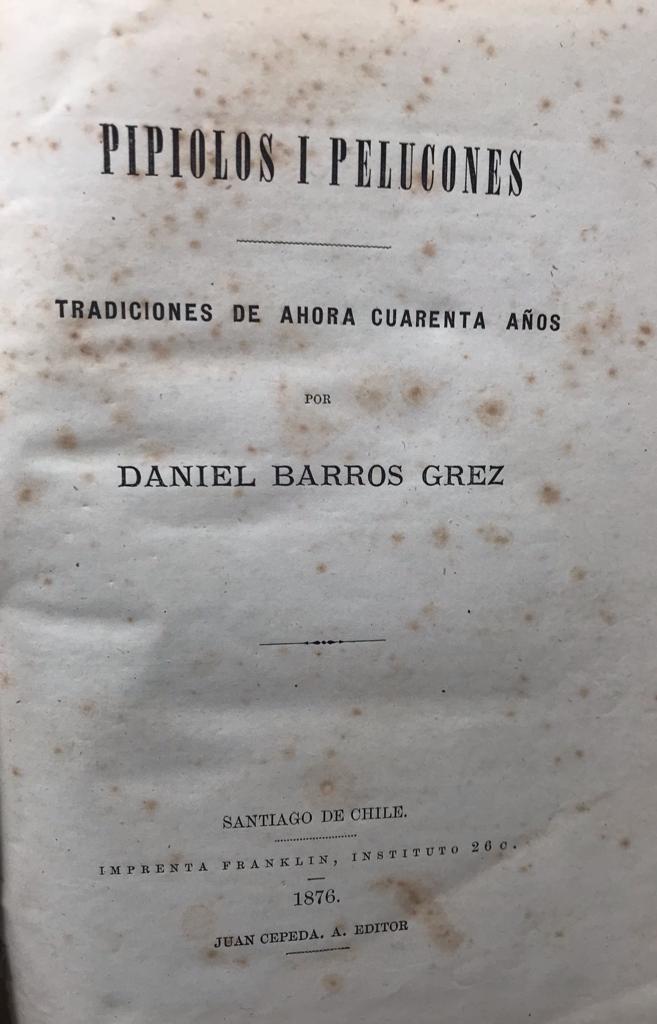 PIPIOLOS I PELUCONES
TRADICIONES DE AHORA CUARENTA AÑOS
POR
DANIEL BARROS GREZ
SANTIAGO DE CHILE.
IMPRENTA FRANKLIN, INSTITUTO 26 C.
1876.
JUAN CEPEDA. A. EDITOR